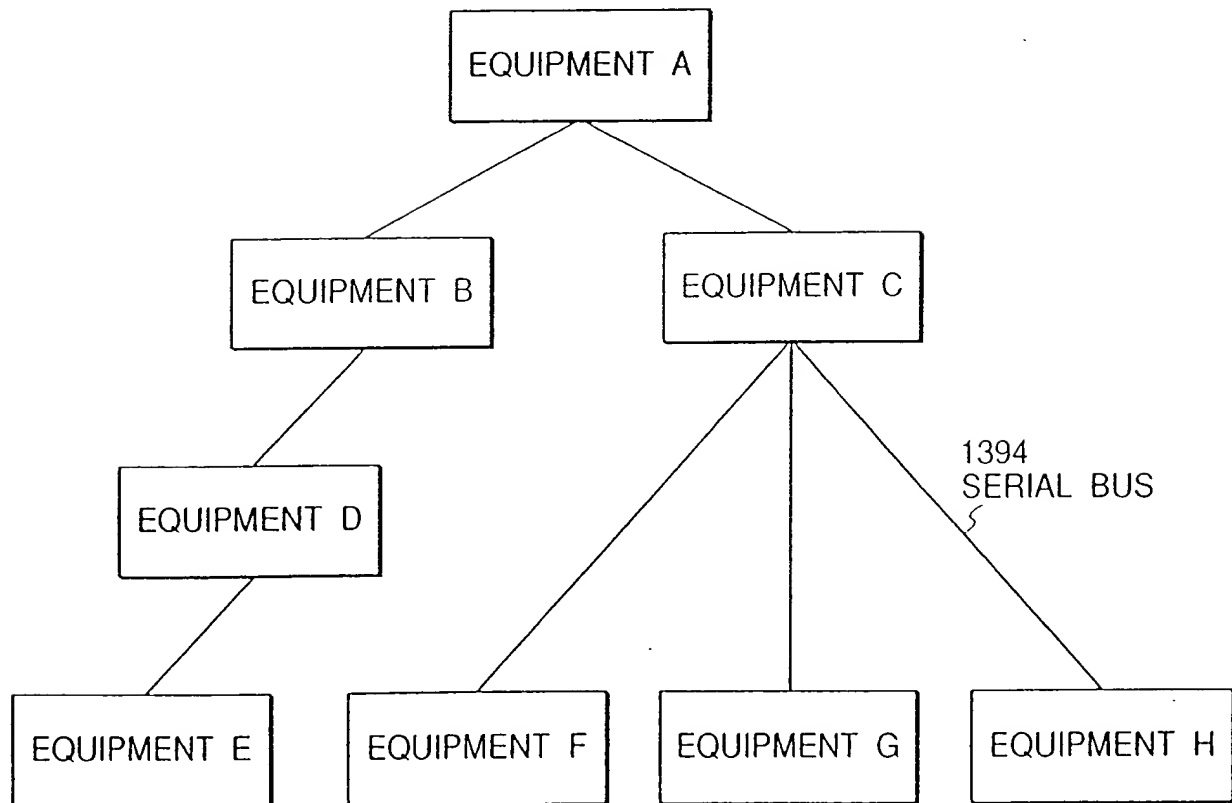 EQUIPMENT A
EQUIPMENT B
EQUIPMENT C
1394
SERIAL BUS
EQUIPMENT D
EQUIPMENT E
EQUIPMENT F
EQUIPMENT G
EQUIPMENT H